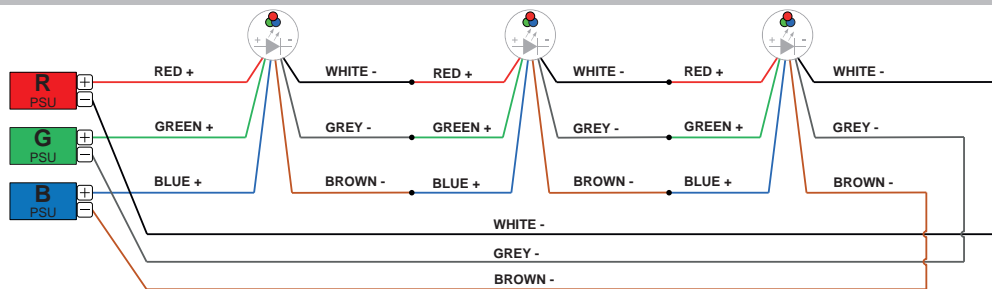 + -
+ -
+ -
R
PSU
+
−
RED +
WHITE -
RED +
WHITE -
RED +
WHITE -
G
PSU
+
−
GREEN +
GREY -
GREEN +
GREY -
GREEN +
GREY -
B
PSU
+
−
BLUE +
BROWN -
BLUE +
BROWN -
BLUE +
BROWN -
WHITE -
GREY -
BROWN -